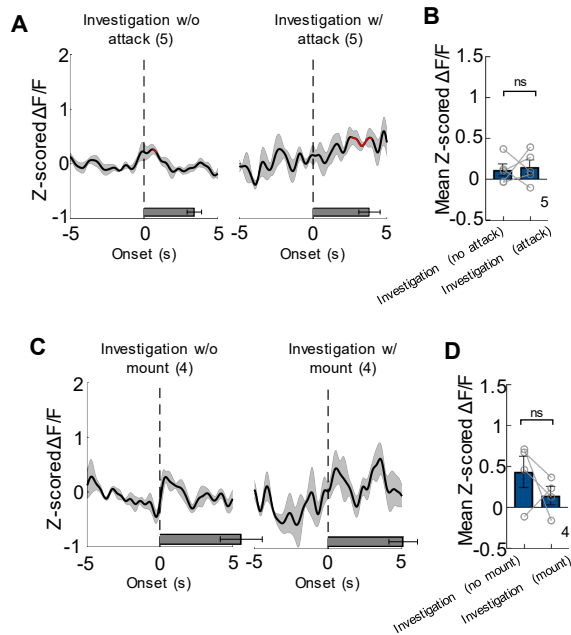 A
Investigation w/o
attack (5)
Investigation w/
attack (5)
Z-scored ΔF/F
2
1
0
-1
-5
0
5
Onset (s)
-5
0
5
Onset (s)
B
Mean Z-scored ΔF/F
1.5
1
0.5
0
-0.5
ns
5
Investigation (no attack)
Investigation (attack)
C
Investigation w/o
mount (4)
Investigation w/
mount (4)
Z-scored ΔF/F
2
1
0
-1
-5
0
5
Onset (s)
-5
0
5
Onset (s)
D
Mean Z-scored ΔF/F
1.5
1
0.5
0
-0.5
ns
4
Investigation (no mount)
Investigation (mount)